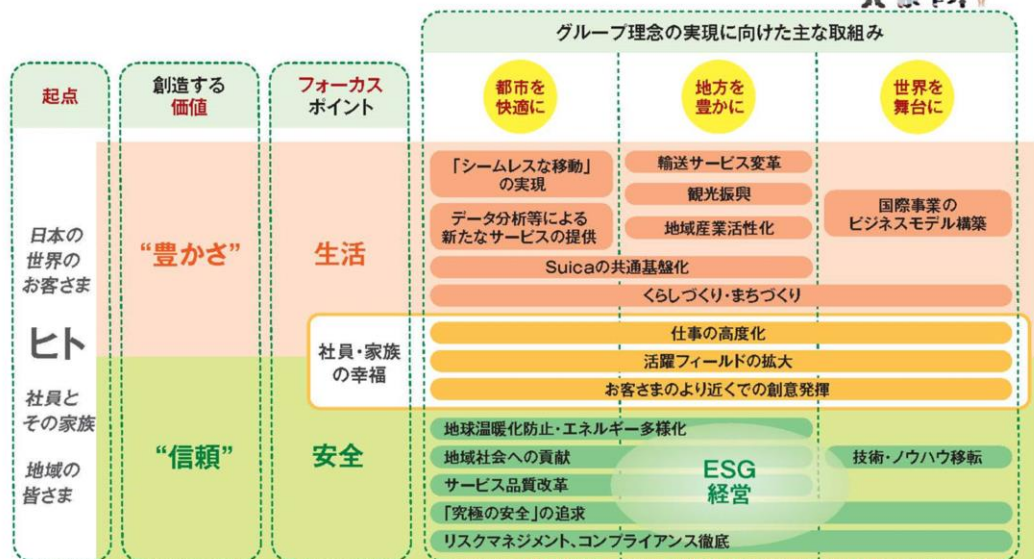 グループ理念の実現に向けた主な取組み
起点
創造する
価値
フォーカス
ポイント
都市を
快適に
地方を
豊かに
世界を
舞台に
日本の
世界の
お客さま
ヒト
社員と
その家族
地域の
皆さま
“豊かさ”
“信頼”
生活
社員・家族
の幸福
安全
「シームレスな移動」
の実現
データ分析等による
新たなサービスの提供
輸送サービス変革
観光振興
地域産業活性化
国際事業の
ビジネスモデル構築
Suicaの共通基盤化
くらしづくり・まちづくり
仕事の高度化
活躍フィールドの拡大
お客さまのより近くでの創意発揮
地球温暖化防止・エネルギー多様化
地域社会への貢献
サービス品質改革
「究極の安全」の追求
リスクマネジメント、コンプライアンス徹底
ESG
経営
技術・ノウハウ移転